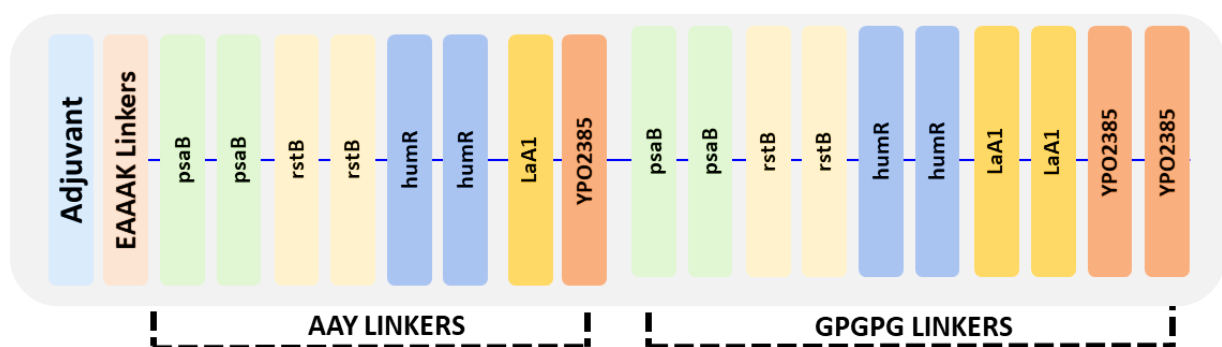 Adjuvant
EAAAK Linkers
psaB
psaB
rstB
rstB
humR
humR
LaA1
YPO2385
psaB
psaB
rstB
rstB
humR
humR
LaA1
LaA1
YPO2385
YPO2385
AAY LINKERS
GPGPG LINKERS